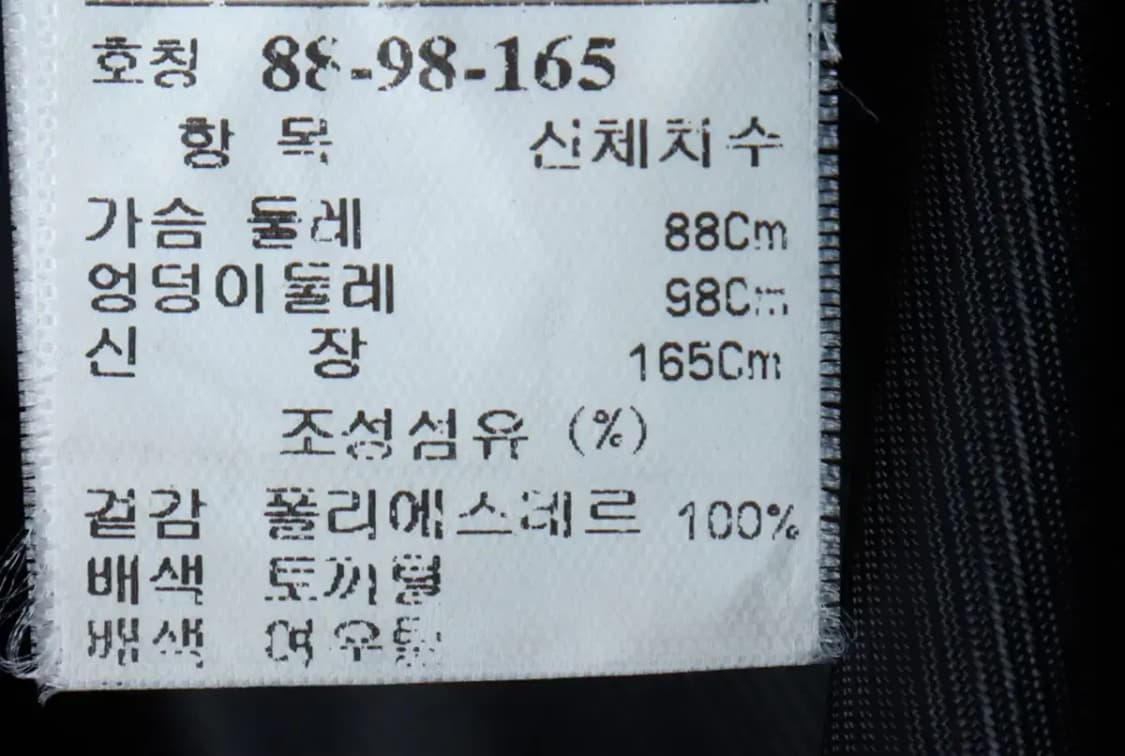 호칭 88-98-165
항 목 신체치수
가슴 둘레 88Cm
엉덩이둘레 98Cm
신 장 165Cm
조성섬유 (%)
겉감 폴리에스테르 100%
배색 토끼털
배색 여우털